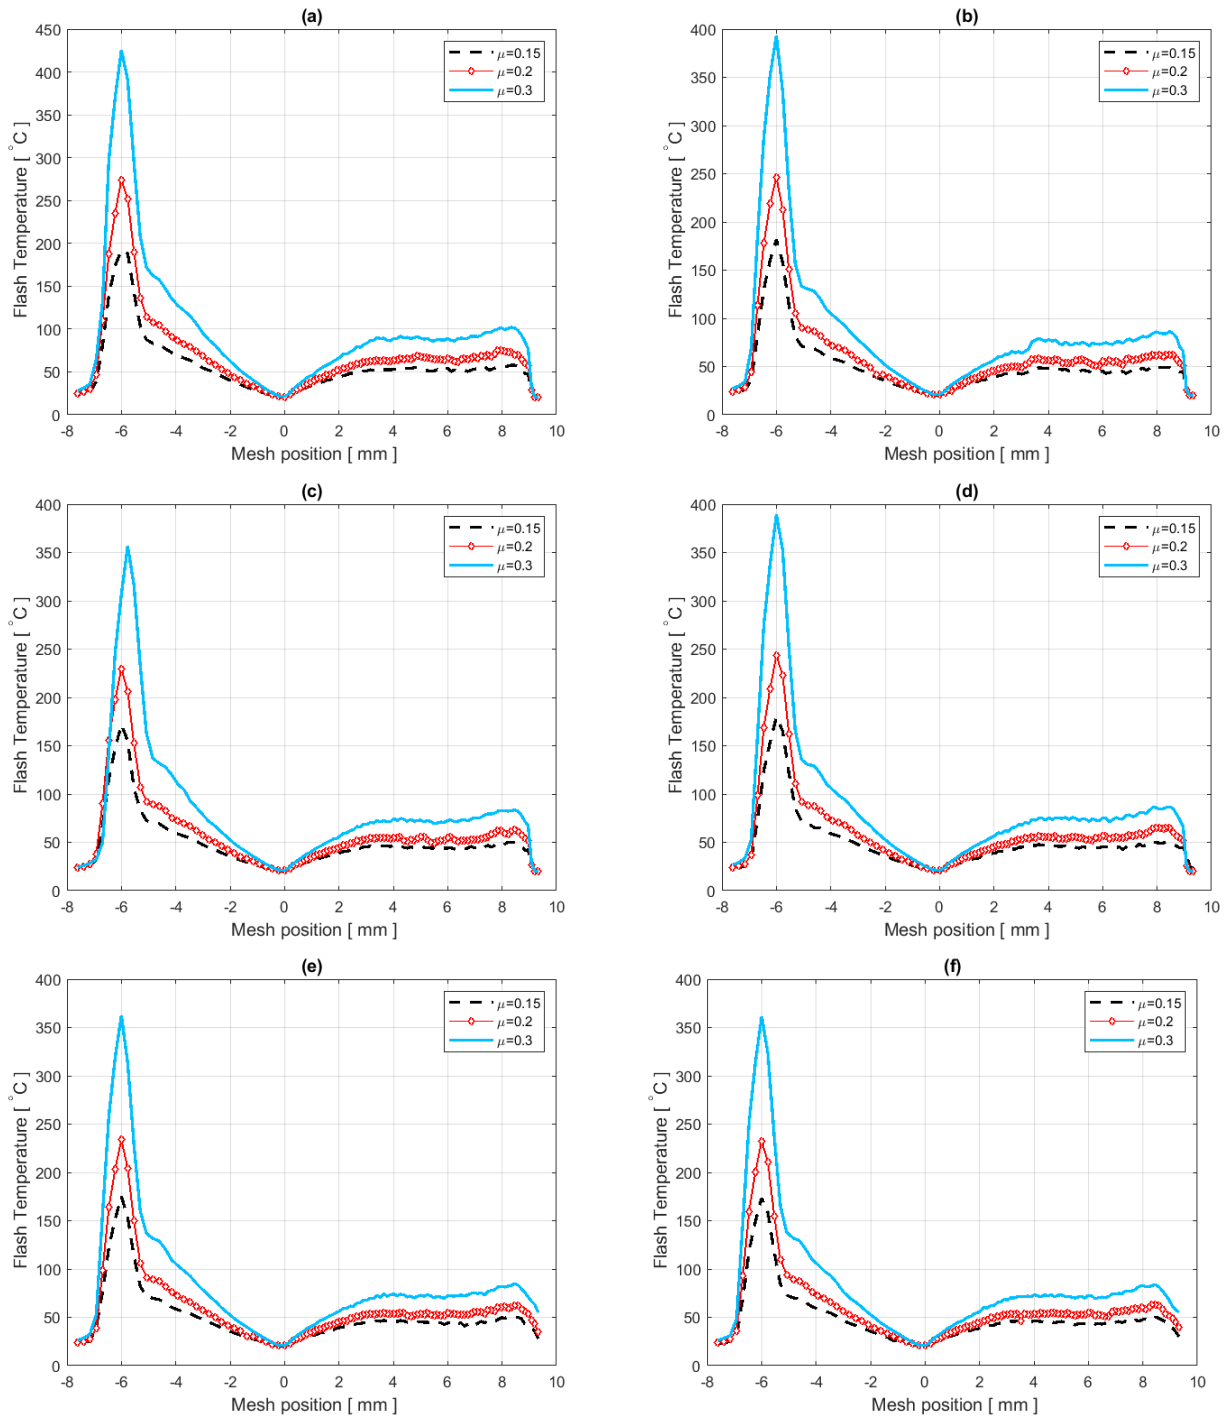 (a)
450
400
350
300
250
200
150
100
50
0
Flash Temperature [ °C ]
μ=0.15
μ=0.2
μ=0.3
-8 -6 -4 -2 0 2 4 6 8 10
Mesh position [ mm ]
(b)
400
350
300
250
200
150
100
50
0
Flash Temperature [ °C ]
μ=0.15
μ=0.2
μ=0.3
-8 -6 -4 -2 0 2 4 6 8 10
Mesh position [ mm ]
(c)
400
350
300
250
200
150
100
50
0
Flash Temperature [ °C ]
μ=0.15
μ=0.2
μ=0.3
-8 -6 -4 -2 0 2 4 6 8 10
Mesh position [ mm ]
(d)
400
350
300
250
200
150
100
50
0
Flash Temperature [ °C ]
μ=0.15
μ=0.2
μ=0.3
-8 -6 -4 -2 0 2 4 6 8 10
Mesh position [ mm ]
(e)
400
350
300
250
200
150
100
50
0
Flash Temperature [ °C ]
μ=0.15
μ=0.2
μ=0.3
-8 -6 -4 -2 0 2 4 6 8 10
Mesh position [ mm ]
(f)
400
350
300
250
200
150
100
50
0
Flash Temperature [ °C ]
μ=0.15
μ=0.2
μ=0.3
-8 -6 -4 -2 0 2 4 6 8 10
Mesh position [ mm ]